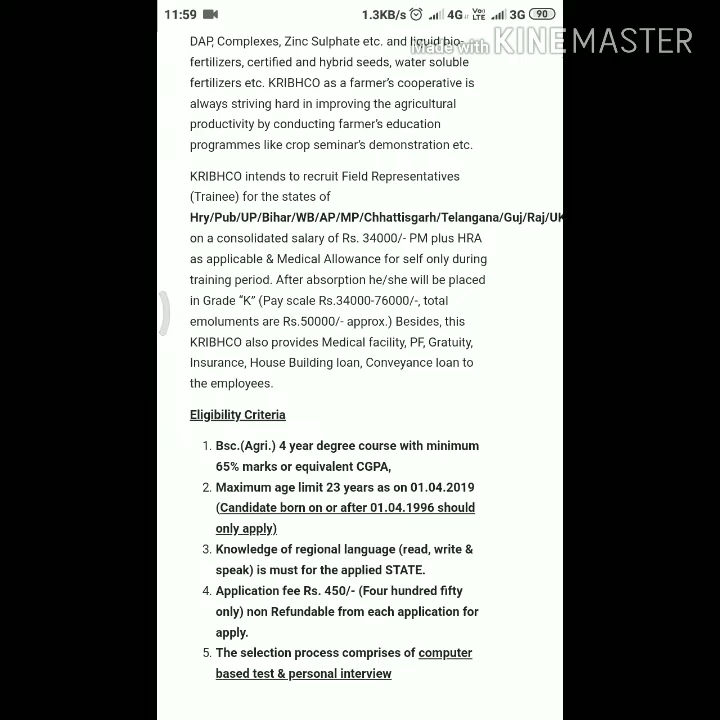 11:59 1.3KB/s 4G Vo LTE 3G 90
Made with KINEMASTER
DAP, Complexes, Zinc Sulphate etc. and liquid bio-
fertilizers, certified and hybrid seeds, water soluble
fertilizers etc. KRIBHCO as a farmer's cooperative is
always striving hard in improving the agricultural
productivity by conducting farmer's education
programmes like crop seminar's demonstration etc.
KRIBHCO intends to recruit Field Representatives
(Trainee) for the states of
Hry/Pub/UP/Bihar/WB/AP/MP/Chhattisgarh/Telangana/Guj/Raj/UK
on a consolidated salary of Rs. 34000/- PM plus HRA
as applicable & Medical Allowance for self only during
training period. After absorption he/she will be placed
in Grade "K" (Pay scale Rs.34000-76000/-, total
emoluments are Rs.50000/- approx.) Besides, this
KRIBHCO also provides Medical facility, PF, Gratuity,
Insurance, House Building loan, Conveyance loan to
the employees.
Eligibility Criteria
1. Bsc.(Agri.) 4 year degree course with minimum
65% marks or equivalent CGPA,
2. Maximum age limit 23 years as on 01.04.2019
(Candidate born on or after 01.04.1996 should
only apply)
3. Knowledge of regional language (read, write &
speak) is must for the applied STATE.
4. Application fee Rs. 450/- (Four hundred fifty
only) non Refundable from each application for
apply.
5. The selection process comprises of computer
based test & personal interview